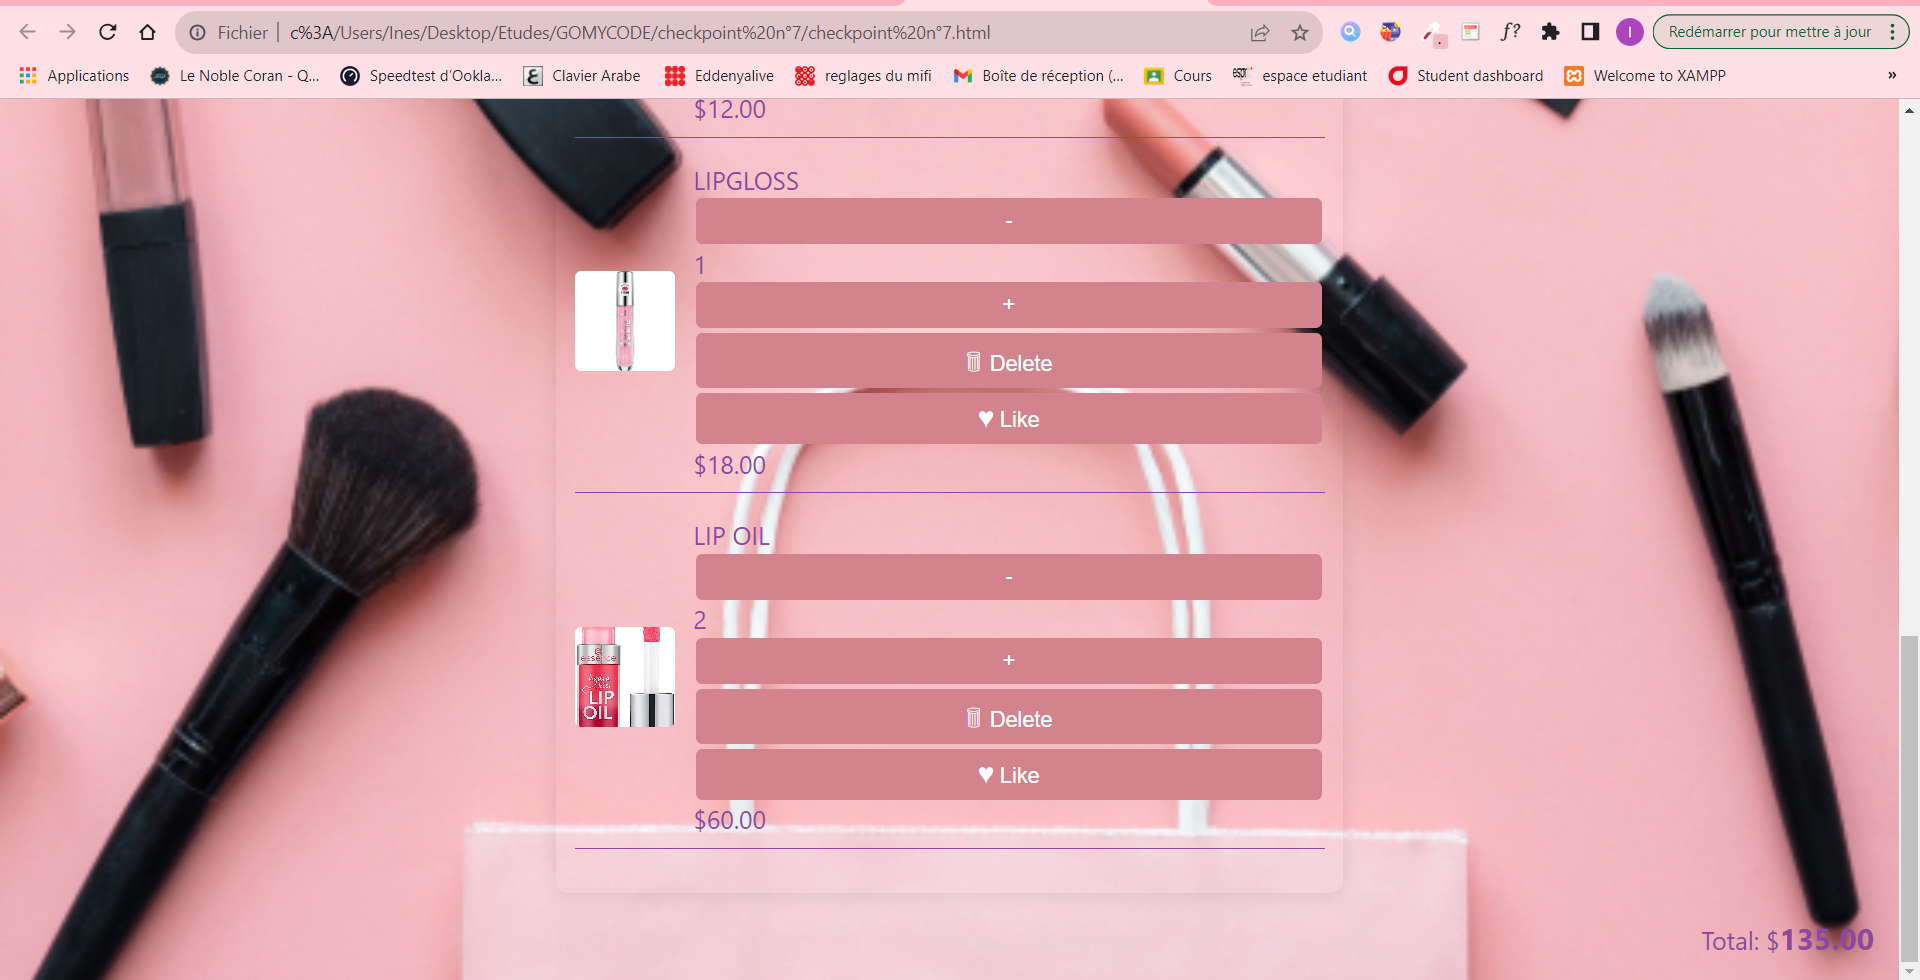 Fichier c%3A/Users/Ines/Desktop/Etudes/GOMYCODE/checkpoint%20n°7/checkpoint%20n°7.html
f? I Redémarrer pour mettre à jour
Applications Le Noble Coran - Q... Speedtest d'Ookla... Clavier Arabe Eddenyalive reglages du mifi Boîte de réception (... Cours espace etudiant Student dashboard Welcome to XAMPP »
$12.00
LIPGLOSS
-
1
+
Delete
♥ Like
$18.00
LIP OIL
-
2
+
essence
LIP
OIL
Delete
♥ Like
$60.00
Total: $135.00